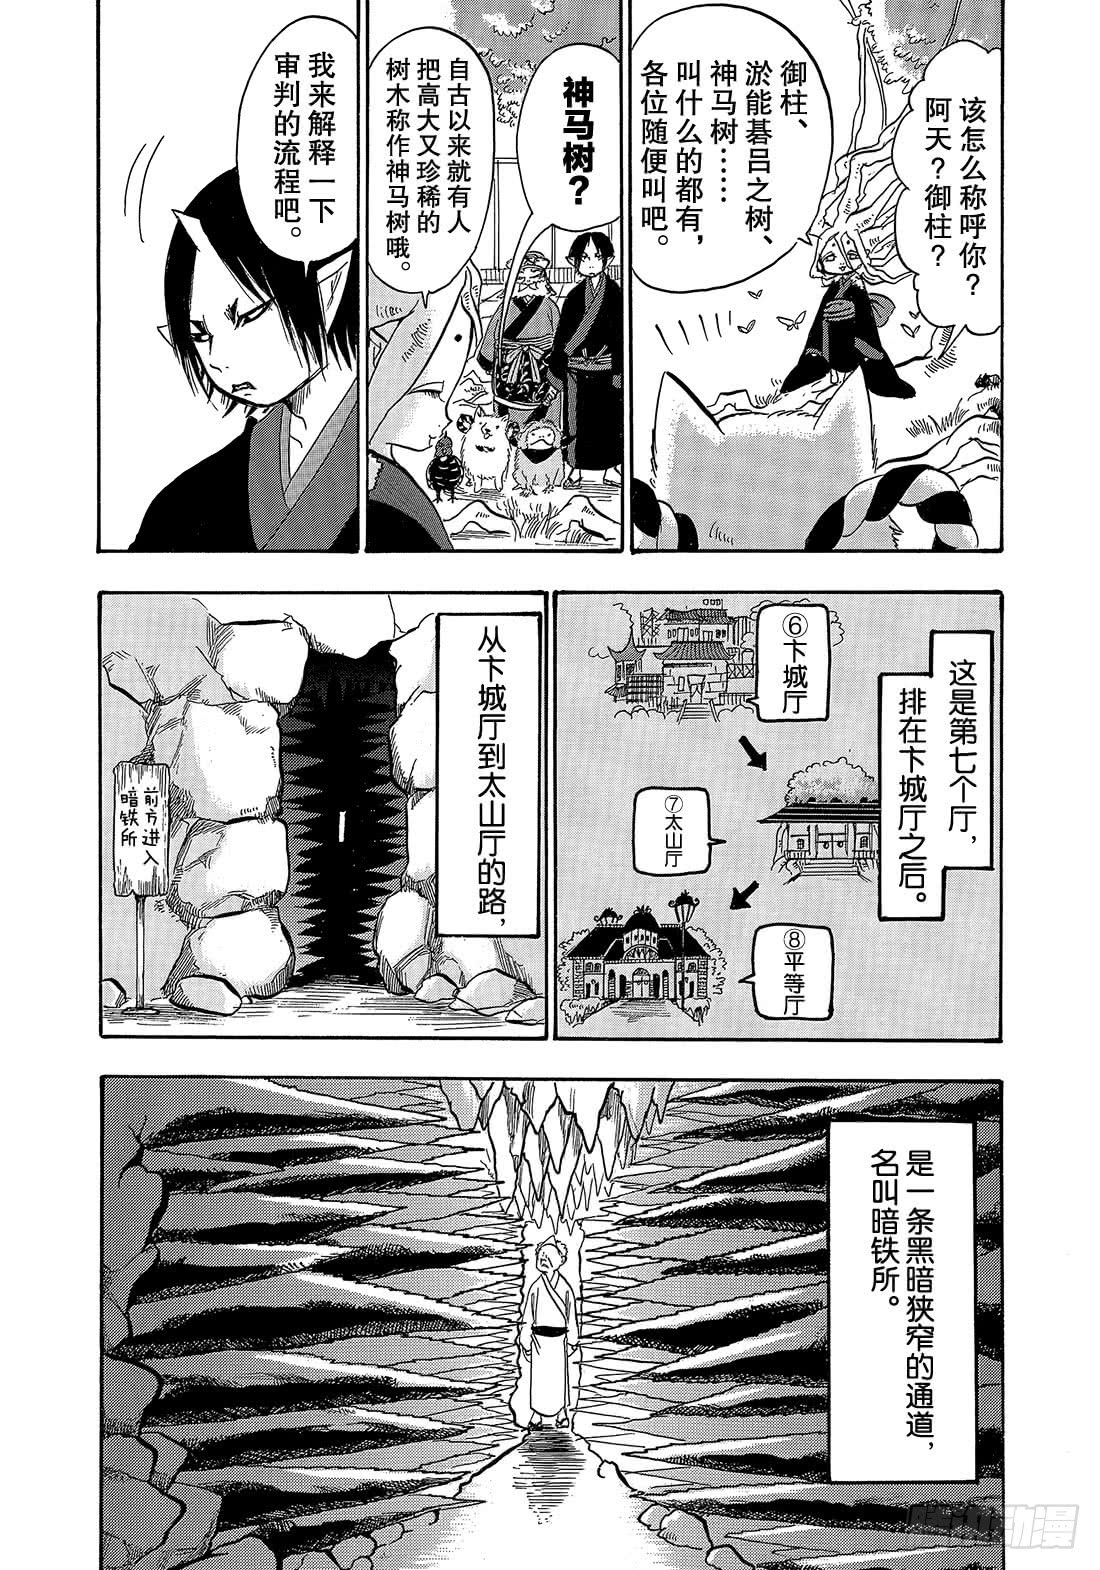 该怎么称呼你？
阿天？御柱？
御柱、
淤能碁吕之树、
神马树……
叫什么的都有，
各位随便叫吧。
神马树？
自古以来就有人
把高大又珍稀的
树木称作神马树哦。
我来解释一下
审判的流程吧。
这是第七个厅，
排在卞城厅之后。
⑥卞城厅
⑦太山厅
⑧平等厅
从卞城厅到太山厅的路，
前方进入
暗铁所
是一条黑暗狭窄的通道，
名叫暗铁所。
腾讯动漫